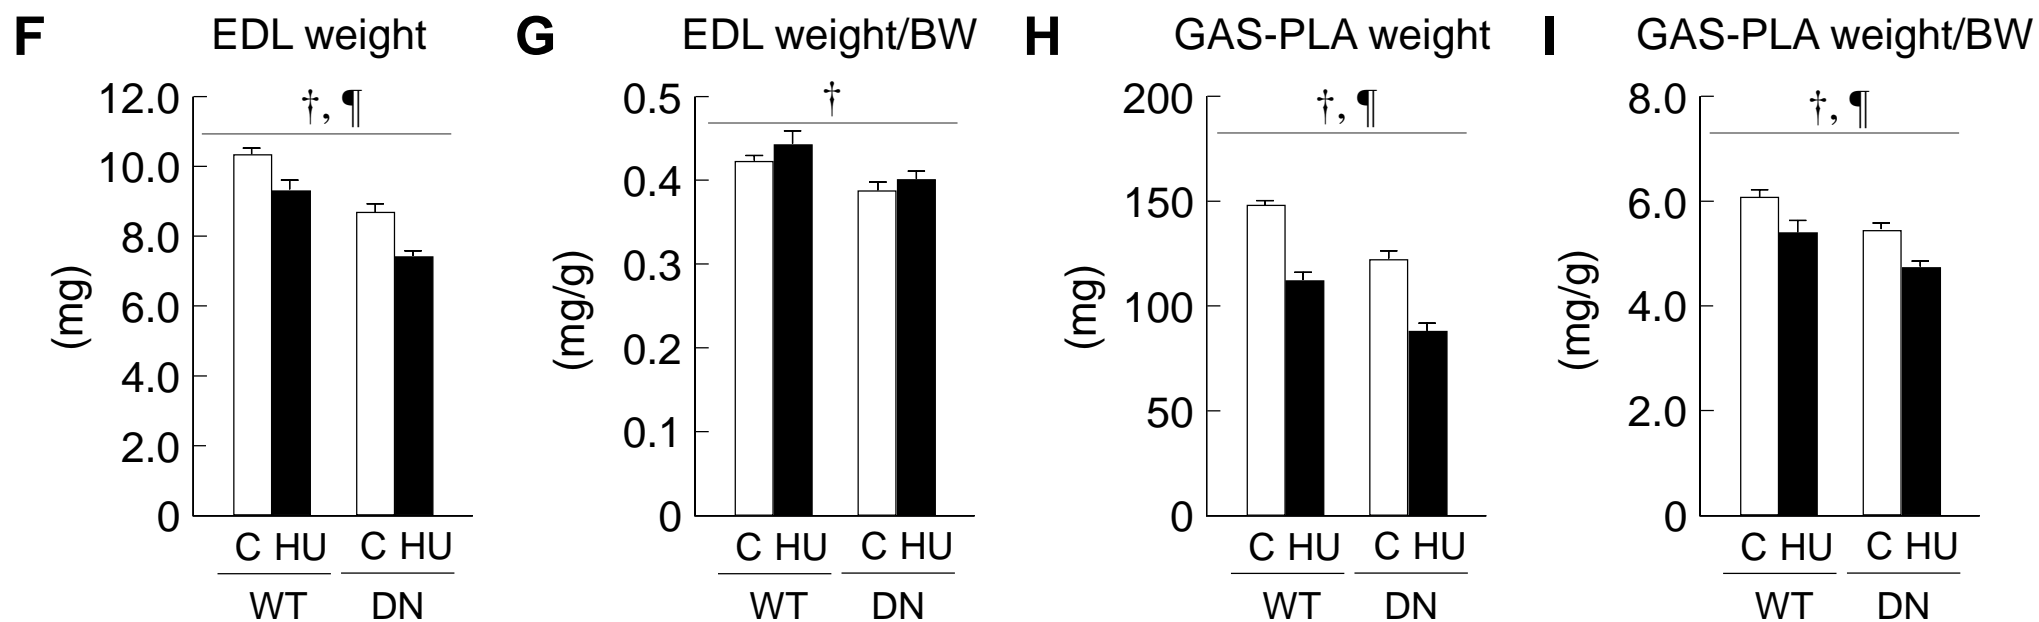 F EDL weight
12.0
10.0
8.0
6.0
4.0
2.0
0
(mg)
†, ¶
C HU C HU
WT DN
G EDL weight/BW
0.5
0.4
0.3
0.2
0.1
0
(mg/g)
†
C HU C HU
WT DN
H GAS-PLA weight
200
150
100
50
0
(mg)
†, ¶
C HU C HU
WT DN
I GAS-PLA weight/BW
8.0
6.0
4.0
2.0
0
(mg/g)
†, ¶
C HU C HU
WT DN